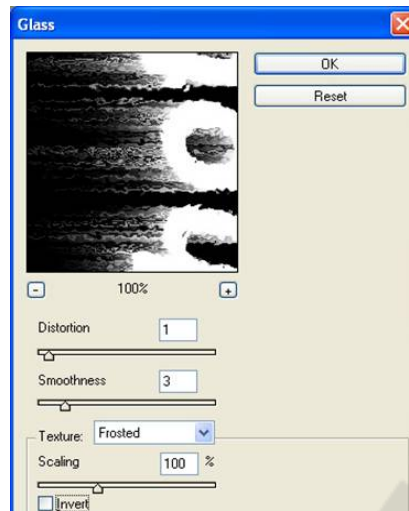 Glass
OK
Reset
- 100% +
Distortion 1
Smoothness 3
Texture: Frosted
Scaling 100 %
Invert